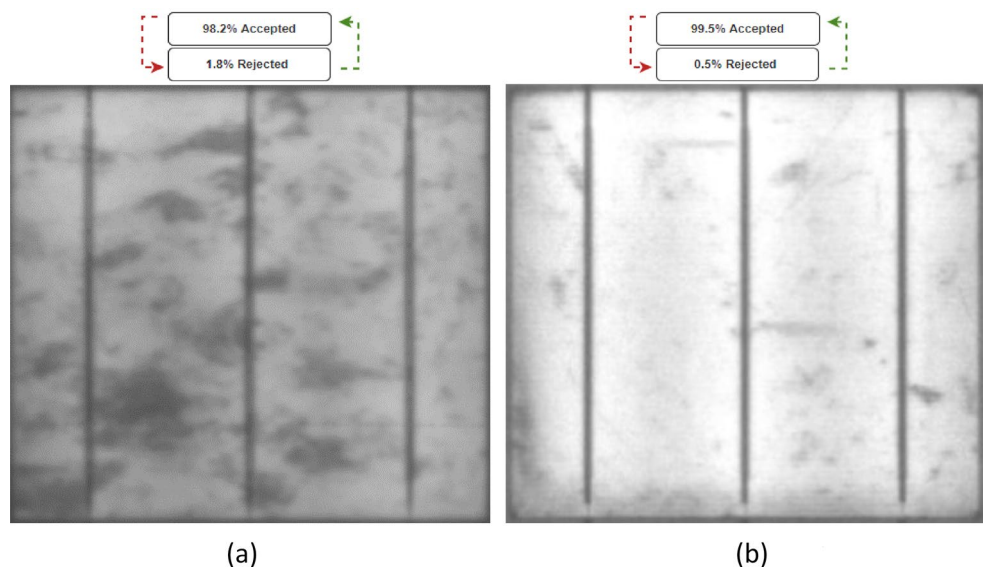 98.2% Accepted
1.8% Rejected
99.5% Accepted
0.5% Rejected
(a)
(b)